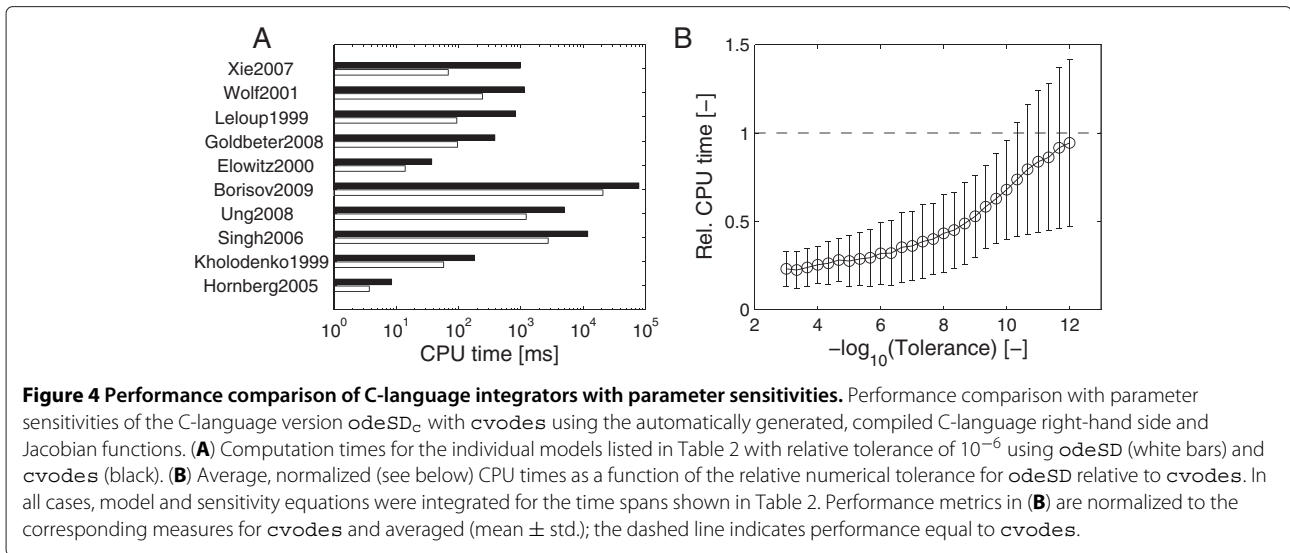 A
Xie2007
Wolf2001
Leloup1999
Goldbeter2008
Elowitz2000
Borisov2009
Ung2008
Singh2006
Kholodenko1999
Hornberg2005
10^0 10^1 10^2 10^3 10^4 10^5
CPU time [ms]
B
Rel. CPU time [–]
1.5
1
0.5
0
2 4 6 8 10 12
−log10(Tolerance) [–]
Figure 4 Performance comparison of C-language integrators with parameter sensitivities. Performance comparison with parameter
sensitivities of the C-language version odeSDC with cvodes using the automatically generated, compiled C-language right-hand side and
Jacobian functions. (A) Computation times for the individual models listed in Table 2 with relative tolerance of 10−6 using odeSD (white bars) and
cvodes (black). (B) Average, normalized (see below) CPU times as a function of the relative numerical tolerance for odeSD relative to cvodes. In
all cases, model and sensitivity equations were integrated for the time spans shown in Table 2. Performance metrics in (B) are normalized to the
corresponding measures for cvodes and averaged (mean ± std.); the dashed line indicates performance equal to cvodes.